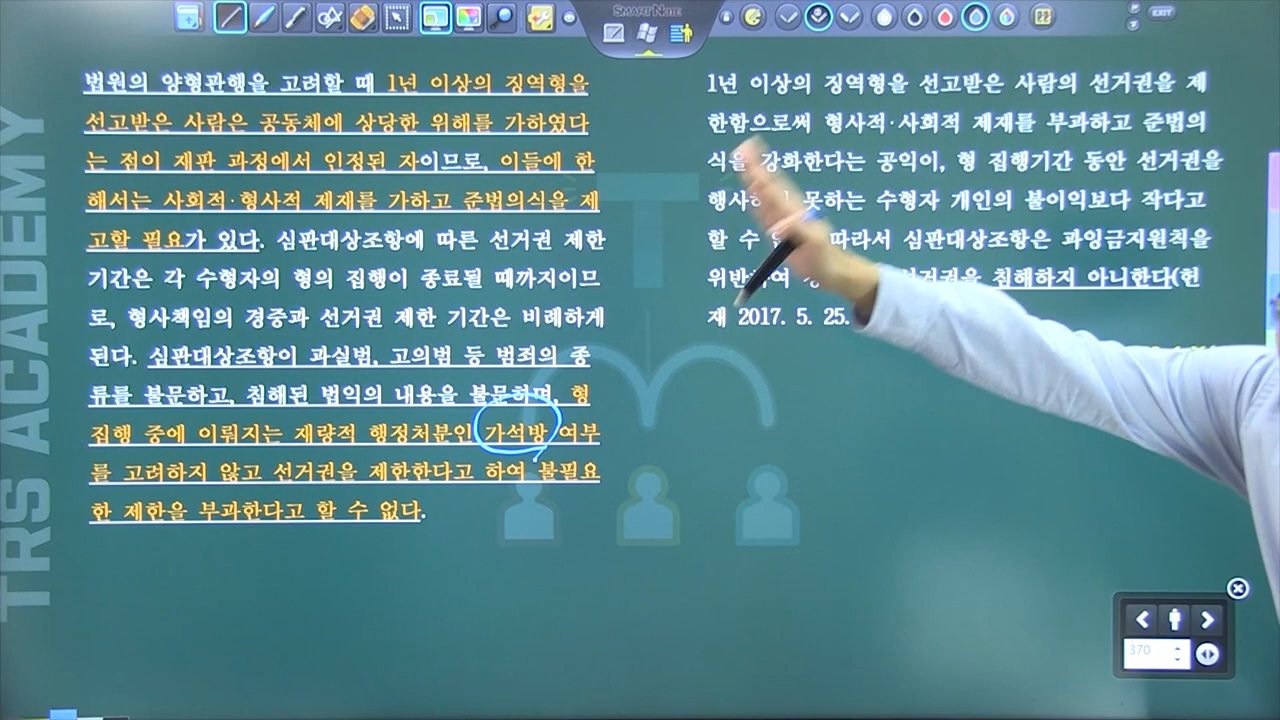 SMART NOTE
EXIT
TRS ACADEMY
법원의 양형관행을 고려할 때 1년 이상의 징역형을
선고받은 사람은 공동체에 상당한 위해를 가하였다
는 점이 재판 과정에서 인정된 자이므로, 이들에 한
해서는 사회적·형사적 제재를 가하고 준법의식을 제
고할 필요가 있다. 심판대상조항에 따른 선거권 제한
기간은 각 수형자의 형의 집행이 종료될 때까지이므
로, 형사책임의 경중과 선거권 제한 기간은 비례하게
된다. 심판대상조항이 과실범, 고의범 등 범죄의 종
류를 불문하고, 침해된 법익의 내용을 불문하며, 형
집행 중에 이뤄지는 재량적 행정처분인 가석방 여부
를 고려하지 않고 선거권을 제한한다고 하여 불필요
한 제한을 부과한다고 할 수 없다.
1년 이상의 징역형을 선고받은 사람의 선거권을 제
한함으로써 형사적·사회적 제재를 부과하고 준법의
식을 강화한다는 공익이, 형 집행기간 동안 선거권을
못하는 수형자 개인의 불이익보다 작다고
할 수 따라서 심판대상조항은 과잉금지원칙을
선거권을 침해하지 아니한다(헌
재 2017. 5. 25.
370